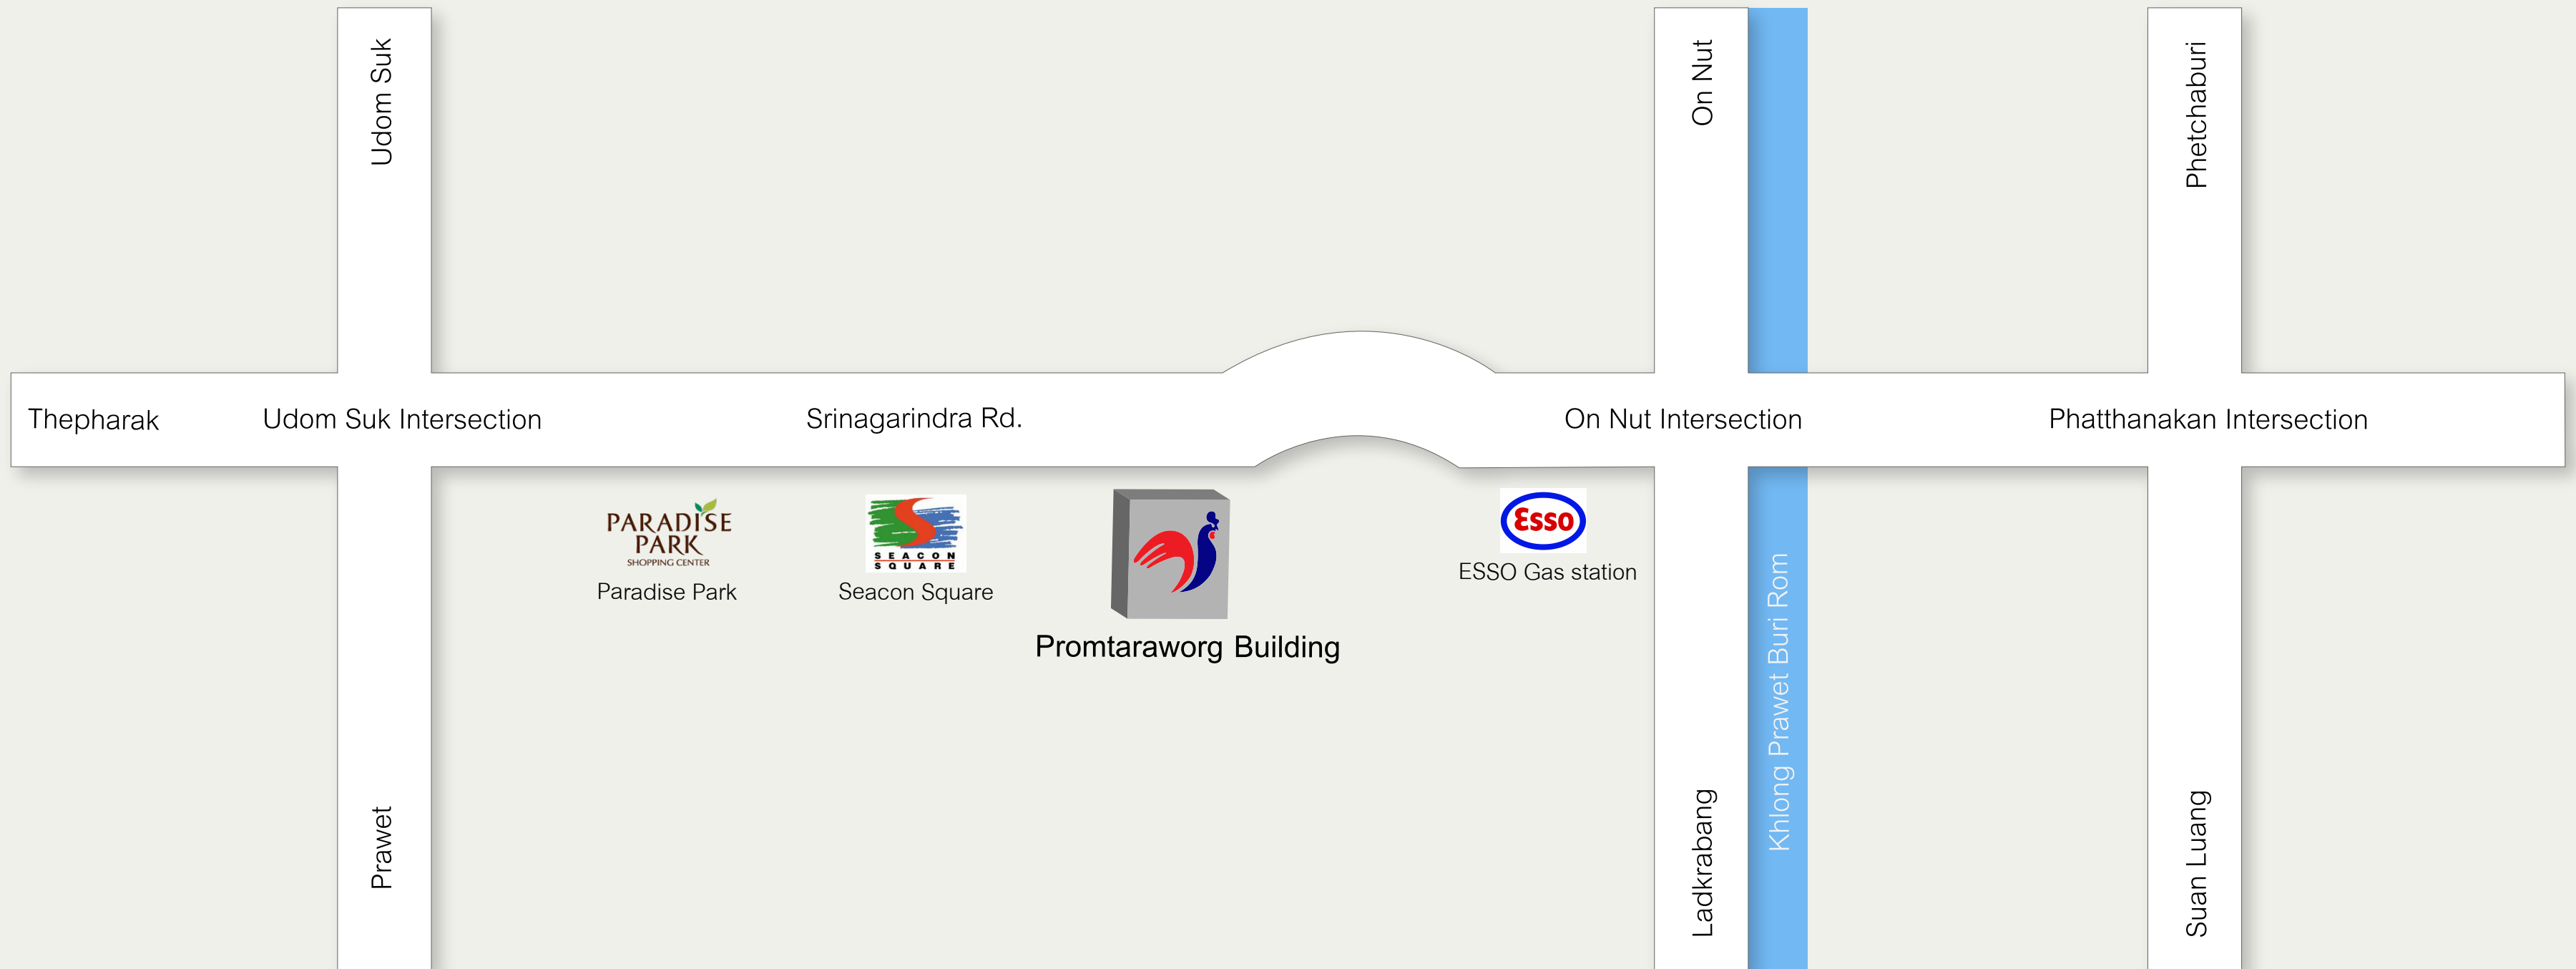 Udom Suk
On Nut
Phetchaburi
Thepharak
Udom Suk Intersection
Srinagarindra Rd.
On Nut Intersection
Phatthanakan Intersection
PARADISE
PARK
SHOPPING CENTER
Paradise Park
SEACON
SQUARE
Seacon Square
Promtaraworg Building
Esso
ESSO Gas station
Prawet
Ladkrabang
Khlong Prawet Buri Rom
Suan Luang